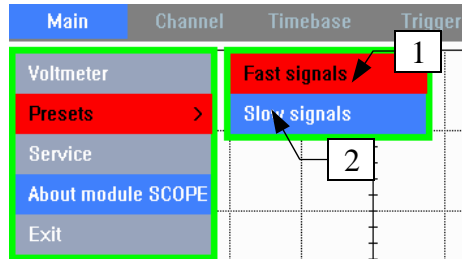 Main Channel Timebase Trigger
Voltmeter
Presets >
Service
About module SCOPE
Exit
Fast signals
Slow signals
1
2